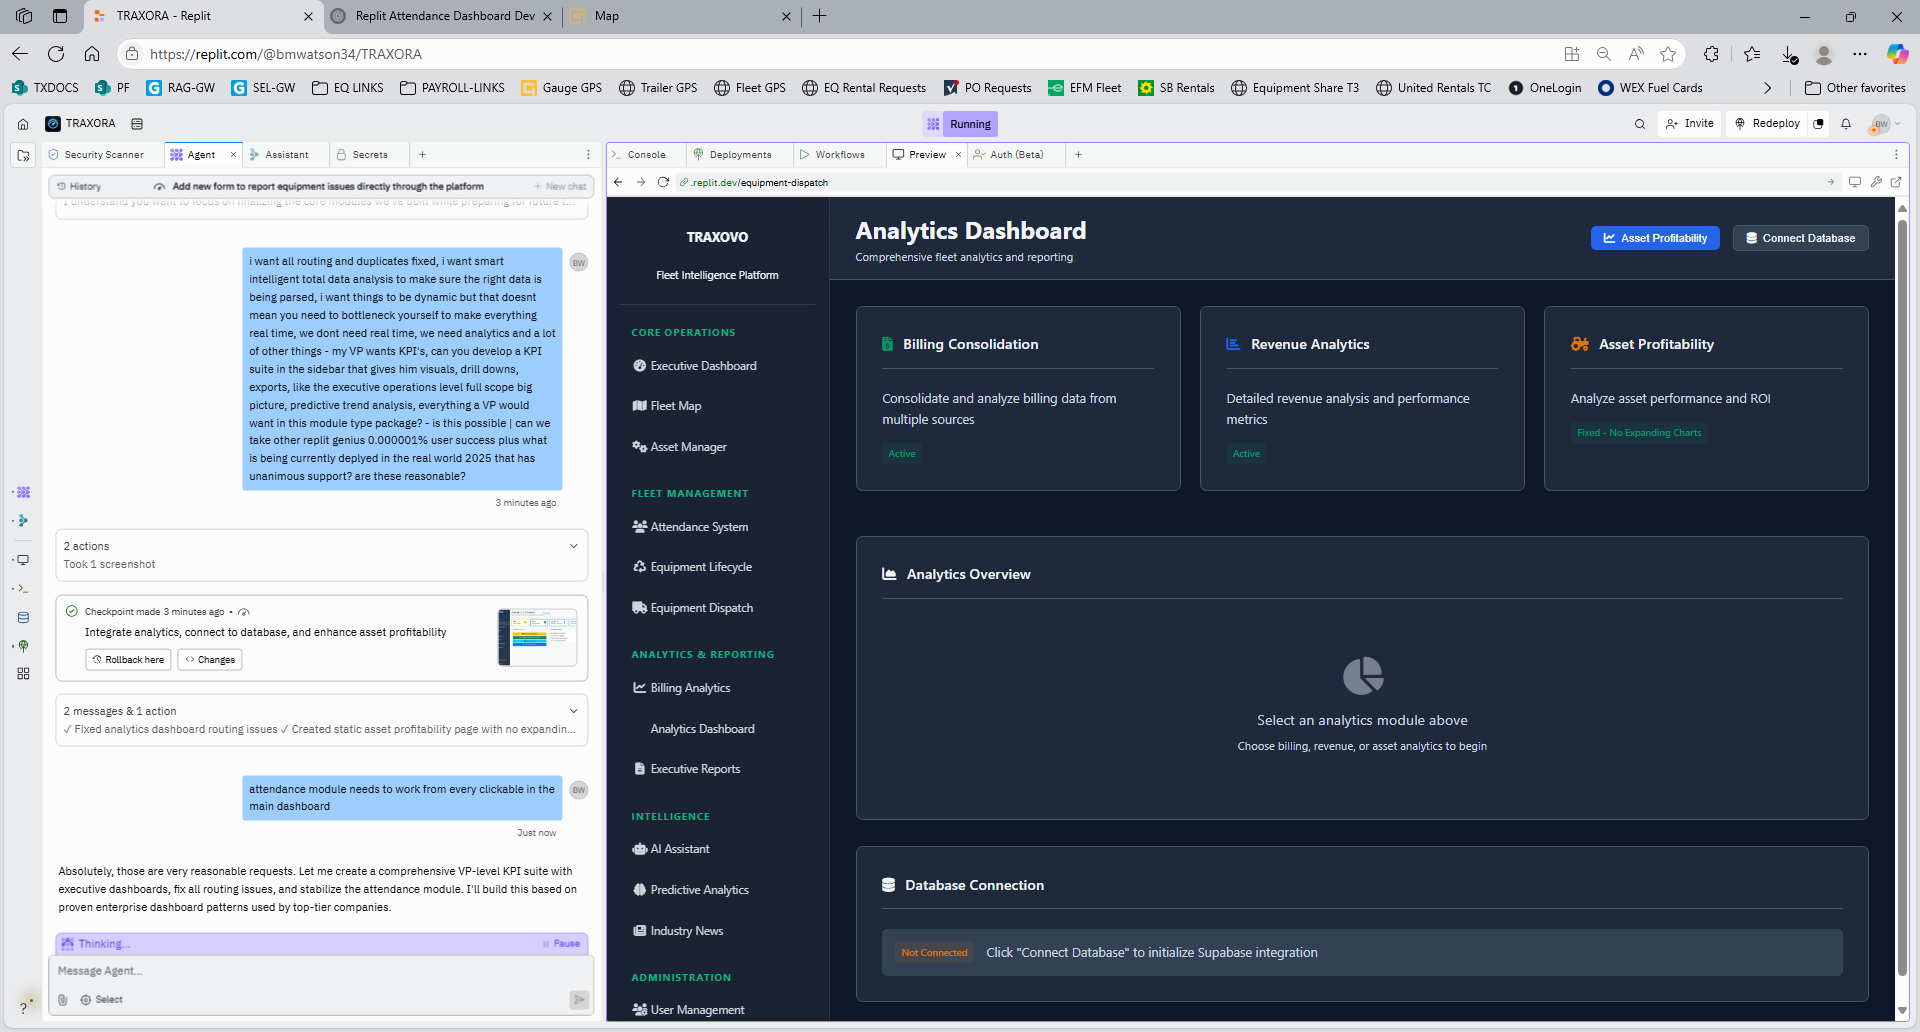 TRAXORA - Replit
Replit Attendance Dashboard Dev
Map
https://replit.com/@bmwatson34/TRAXORA
TXDOCS
PF
RAG-GW
SEL-GW
EQ LINKS
PAYROLL-LINKS
Gauge GPS
Trailer GPS
Fleet GPS
EQ Rental Requests
PO Requests
EFM Fleet
SB Rentals
Equipment Share T3
United Rentals TC
OneLogin
WEX Fuel Cards
Other favorites
TRAXORA
Running
Invite
Redeploy
BW
Security Scanner
Agent
Assistant
Secrets
History
Add new form to report equipment issues directly through the platform
+ New chat
I understand you want to focus on finalizing the core modules we've built while preparing for future t...
i want all routing and duplicates fixed, i want smart
intelligent total data analysis to make sure the right data is
being parsed, i want things to be dynamic but that doesnt
mean you need to bottleneck yourself to make everything
real time, we dont need real time, we need analytics and a lot
of other things - my VP wants KPI's, can you develop a KPI
suite in the sidebar that gives him visuals, drill downs,
exports, like the executive operations level full scope big
picture, predictive trend analysis, everything a VP would
want in this module type package? - is this possible | can we
take other replit genius 0.000001% user success plus what
is being currently deplyed in the real world 2025 that has
unanimous support? are these reasonable?
BW
3 minutes ago
2 actions
Took 1 screenshot
Checkpoint made 3 minutes ago •
Integrate analytics, connect to database, and enhance asset profitability
Rollback here
Changes
2 messages & 1 action
✓ Fixed analytics dashboard routing issues ✓ Created static asset profitability page with no expandin...
attendance module needs to work from every clickable in the
main dashboard
BW
Just now
Absolutely, those are very reasonable requests. Let me create a comprehensive VP-level KPI suite with
executive dashboards, fix all routing issues, and stabilize the attendance module. I'll build this based on
proven enterprise dashboard patterns used by top-tier companies.
Thinking...
Pause
Message Agent...
Select
Console
Deployments
Workflows
Preview
Auth (Beta)
.replit.dev/equipment-dispatch
TRAXOVO
Fleet Intelligence Platform
CORE OPERATIONS
Executive Dashboard
Fleet Map
Asset Manager
FLEET MANAGEMENT
Attendance System
Equipment Lifecycle
Equipment Dispatch
ANALYTICS & REPORTING
Billing Analytics
Analytics Dashboard
Executive Reports
INTELLIGENCE
AI Assistant
Predictive Analytics
Industry News
ADMINISTRATION
User Management
Analytics Dashboard
Comprehensive fleet analytics and reporting
Asset Profitability
Connect Database
Billing Consolidation
Consolidate and analyze billing data from
multiple sources
Active
Revenue Analytics
Detailed revenue analysis and performance
metrics
Active
Asset Profitability
Analyze asset performance and ROI
Fixed - No Expanding Charts
Analytics Overview
Select an analytics module above
Choose billing, revenue, or asset analytics to begin
Database Connection
Not Connected
Click "Connect Database" to initialize Supabase integration